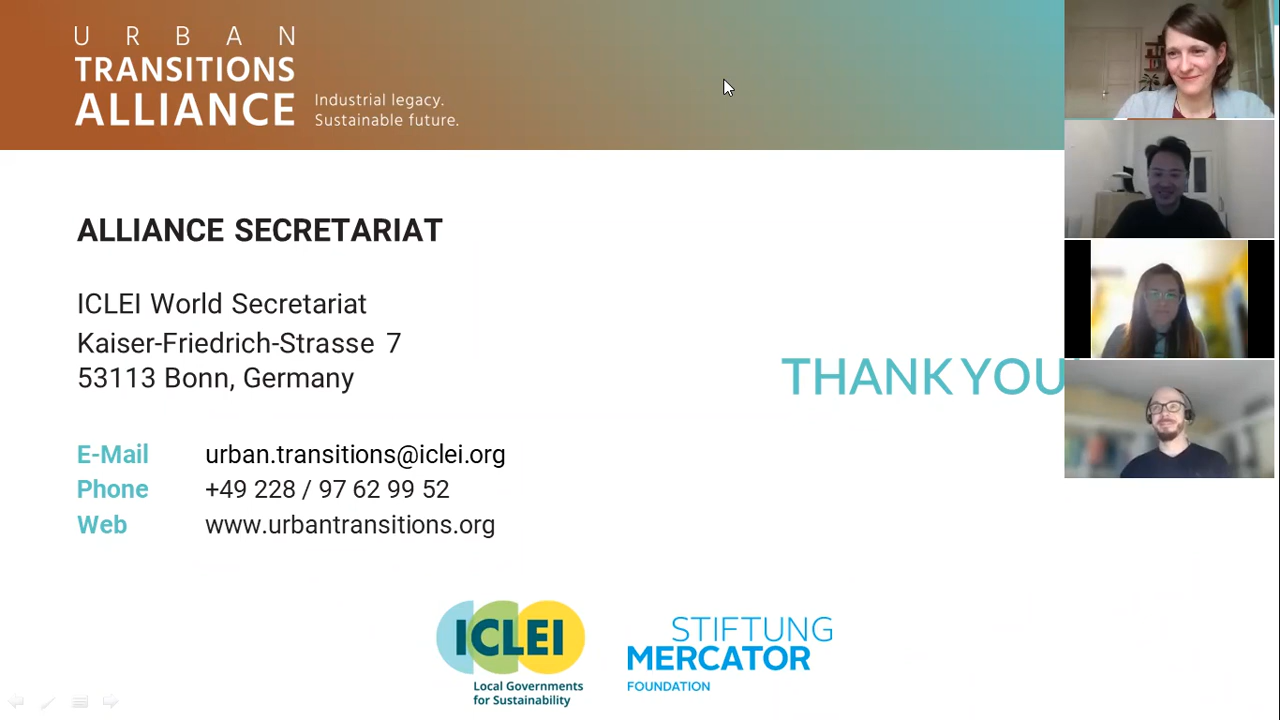 URBAN
TRANSITIONS
ALLIANCE
Industrial legacy.
Sustainable future.
ALLIANCE SECRETARIAT
ICLEI World Secretariat
Kaiser-Friedrich-Strasse 7
53113 Bonn, Germany
THANK YOU
E-Mail urban.transitions@iclei.org
Phone +49 228 / 97 62 99 52
Web www.urbantransitions.org
ICLEI
Local Governments
for Sustainability
STIFTUNG
MERCATOR
FOUNDATION